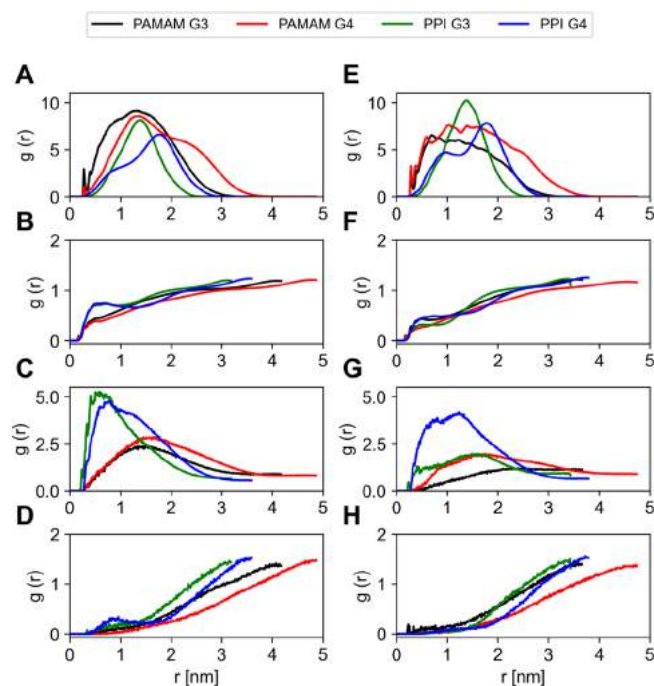 PAMAM G3 PAMAM G4 PPI G3 PPI G4
A E
g (r) 10 5 0 g (r) 10 5 0
0 1 2 3 4 5 0 1 2 3 4 5
B F
g (r) 2 1 0 g (r) 2 1 0
0 1 2 3 4 5 0 1 2 3 4 5
C G
g (r) 5.0 2.5 0.0 g (r) 5.0 2.5 0.0
0 1 2 3 4 5 0 1 2 3 4 5
D H
g (r) 2 1 0 g (r) 2 1 0
0 1 2 3 4 5 0 1 2 3 4 5
r [nm] r [nm]